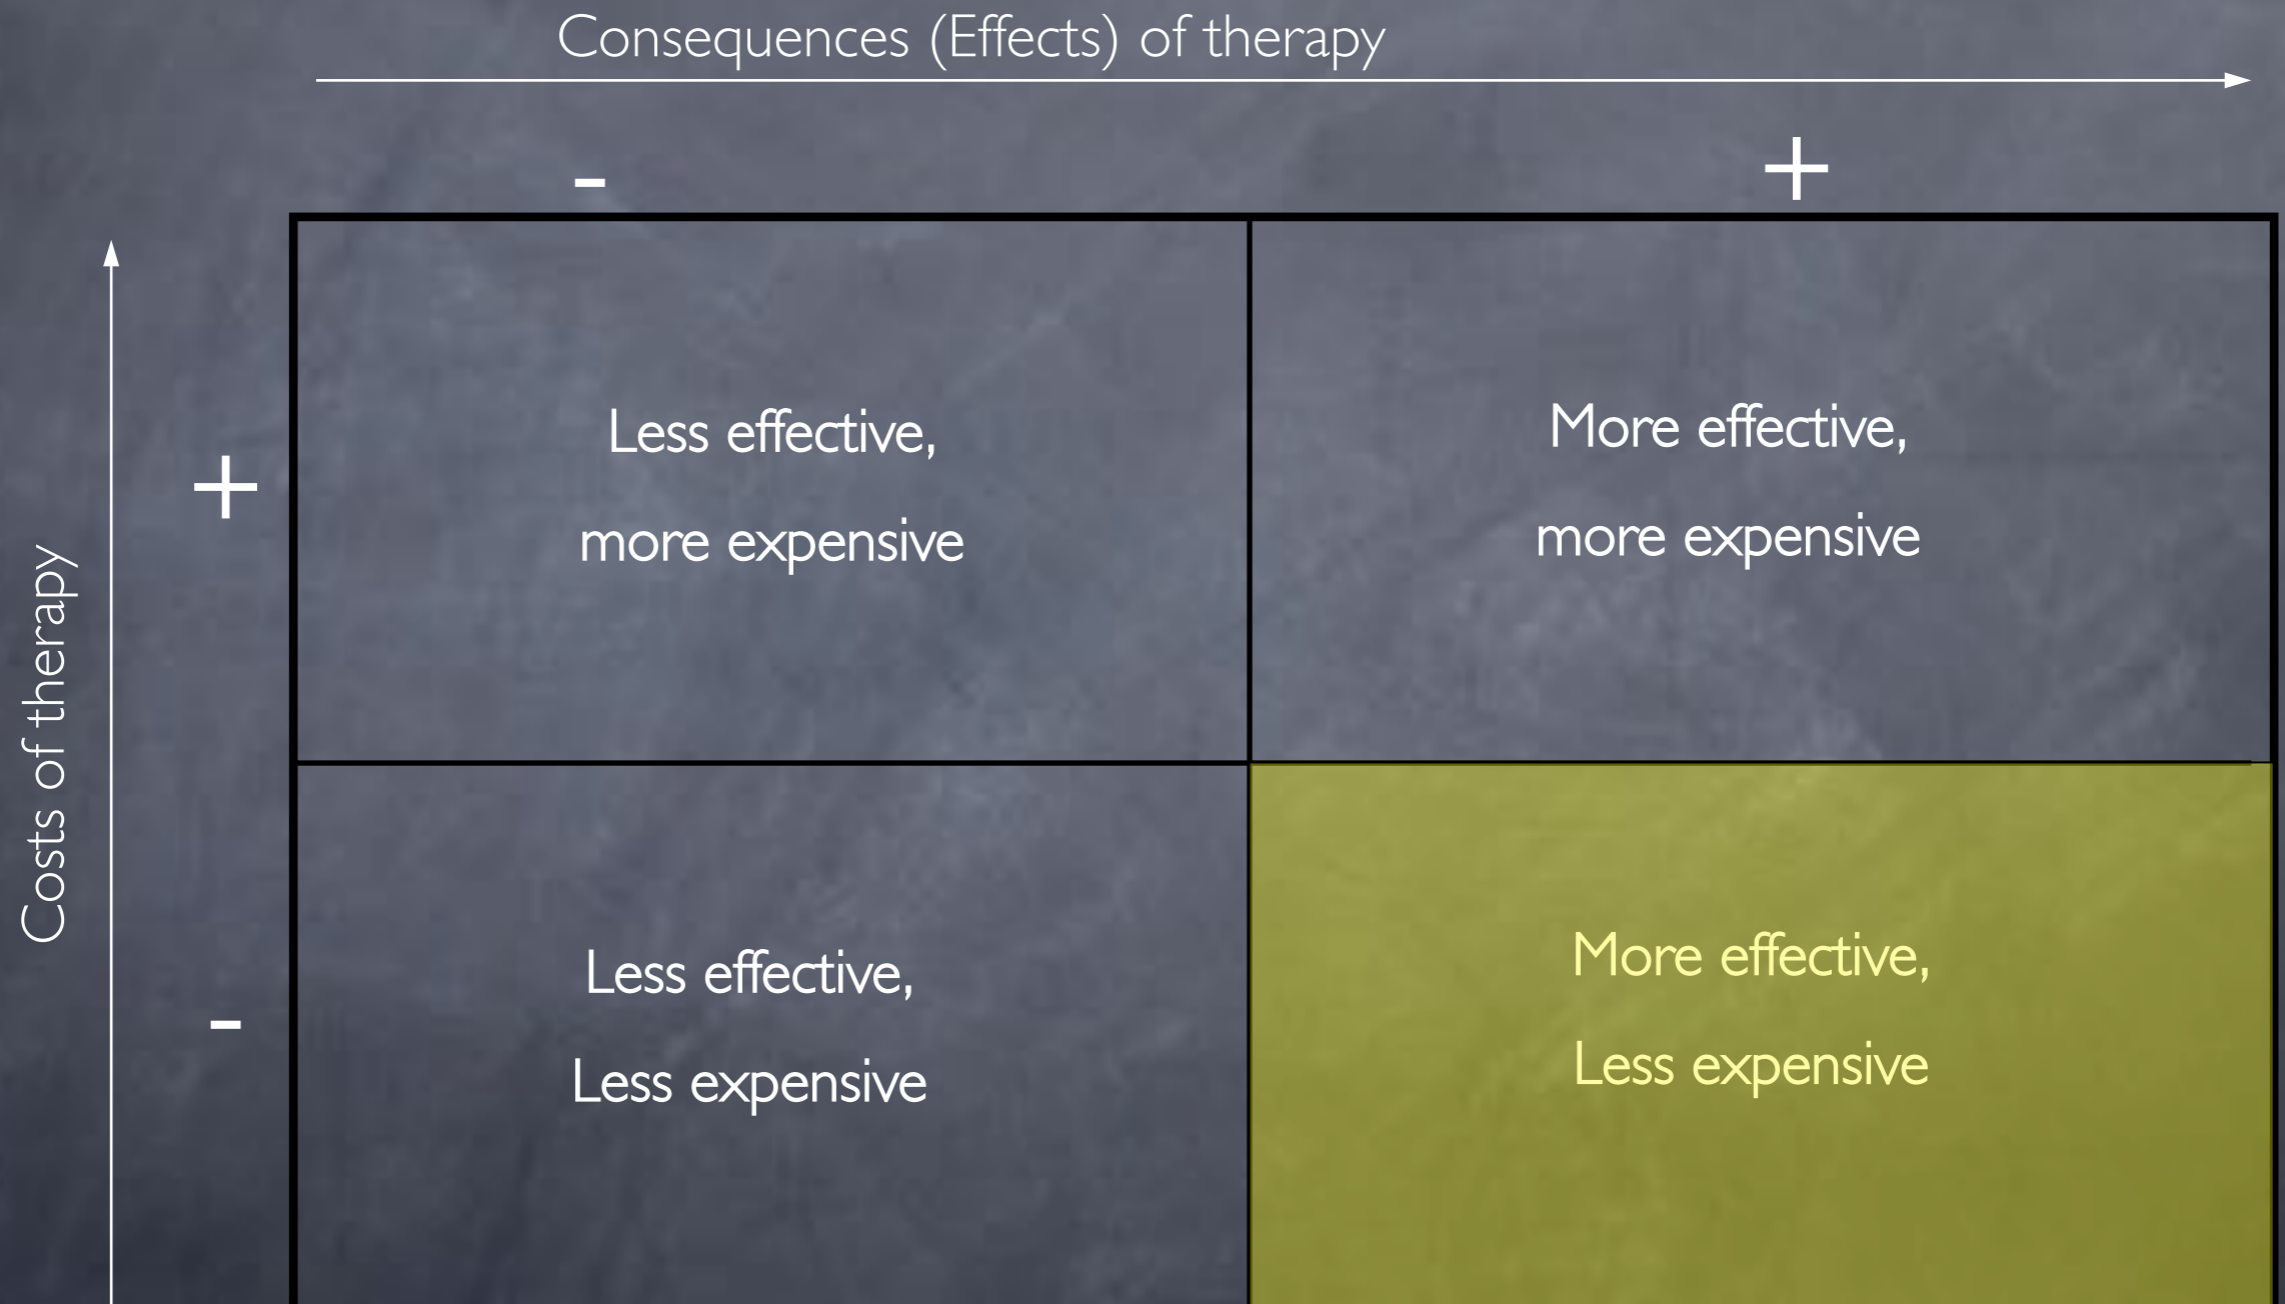 Consequences (Effects) of therapy
-
+
Costs of therapy
+
Less effective,
more expensive
More effective,
more expensive
-
Less effective,
Less expensive
More effective,
Less expensive